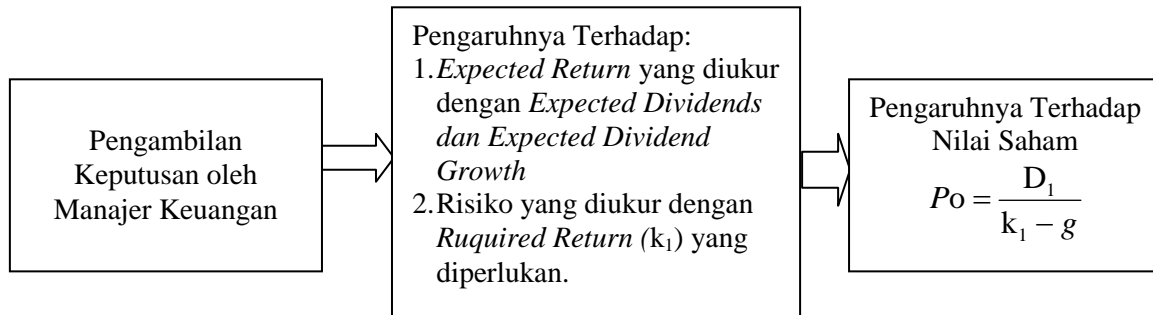 Pengambilan
Keputusan oleh
Manajer Keuangan
Pengaruhnya Terhadap:
1.Expected Return yang diukur
dengan Expected Dividends
dan Expected Dividend
Growth
2.Risiko yang diukur dengan
Ruquired Return (k₁) yang
diperlukan.
Pengaruhnya Terhadap
Nilai Saham
Po = D₁ / (k₁ − g)